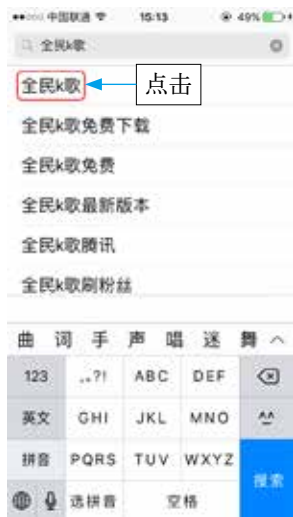 中国联通 15:13 49%
全民k歌
全民k歌 点击
全民k歌免费下载
全民k歌免费
全民k歌最新版本
全民k歌腾讯
全民k歌刷粉丝
曲 词 手 声 唱 迷 舞
123 .,?! ABC DEF
英文 GHI JKL MNO ^^
拼音 PQRS TUV WXYZ
选拼音 空格 搜索